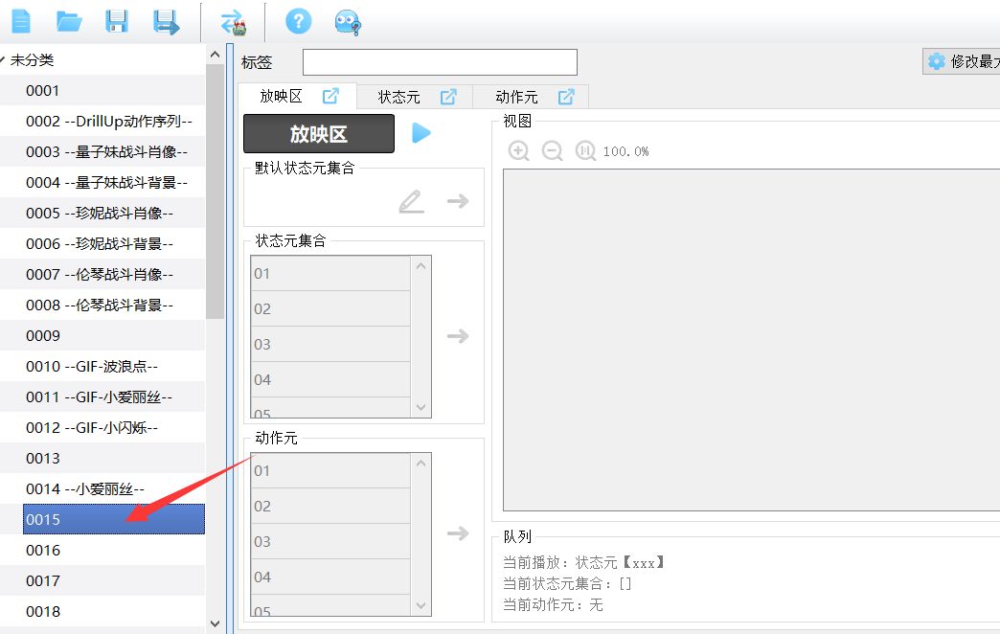 未分类
0001
0002 --DrillUp动作序列--
0003 --量子妹战斗肖像--
0004 --量子妹战斗背景--
0005 --珍妮战斗肖像--
0006 --珍妮战斗背景--
0007 --伦琴战斗肖像--
0008 --伦琴战斗背景--
0009
0010 --GIF-波浪点--
0011 --GIF-小爱丽丝--
0012 --GIF-小闪烁--
0013
0014 --小爱丽丝--
0015
0016
0017
0018
标签
修改最大
放映区 状态元 动作元
放映区
默认状态元集合
状态元集合
01
02
03
04
05
动作元
01
02
03
04
05
视图
100.0%
队列
当前播放：状态元【xxx】
当前状态元集合：[]
当前动作元：无